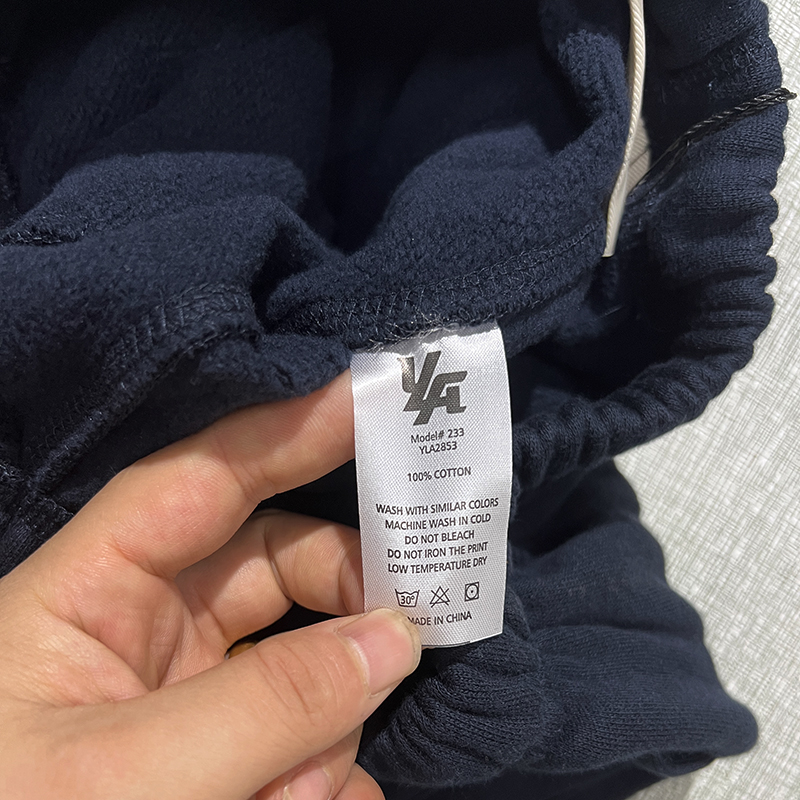 YLA
Model# 233
YLA2853
100% COTTON
WASH WITH SIMILAR COLORS
MACHINE WASH IN COLD
DO NOT BLEACH
DO NOT IRON THE PRINT
LOW TEMPERATURE DRY
30°
MADE IN CHINA